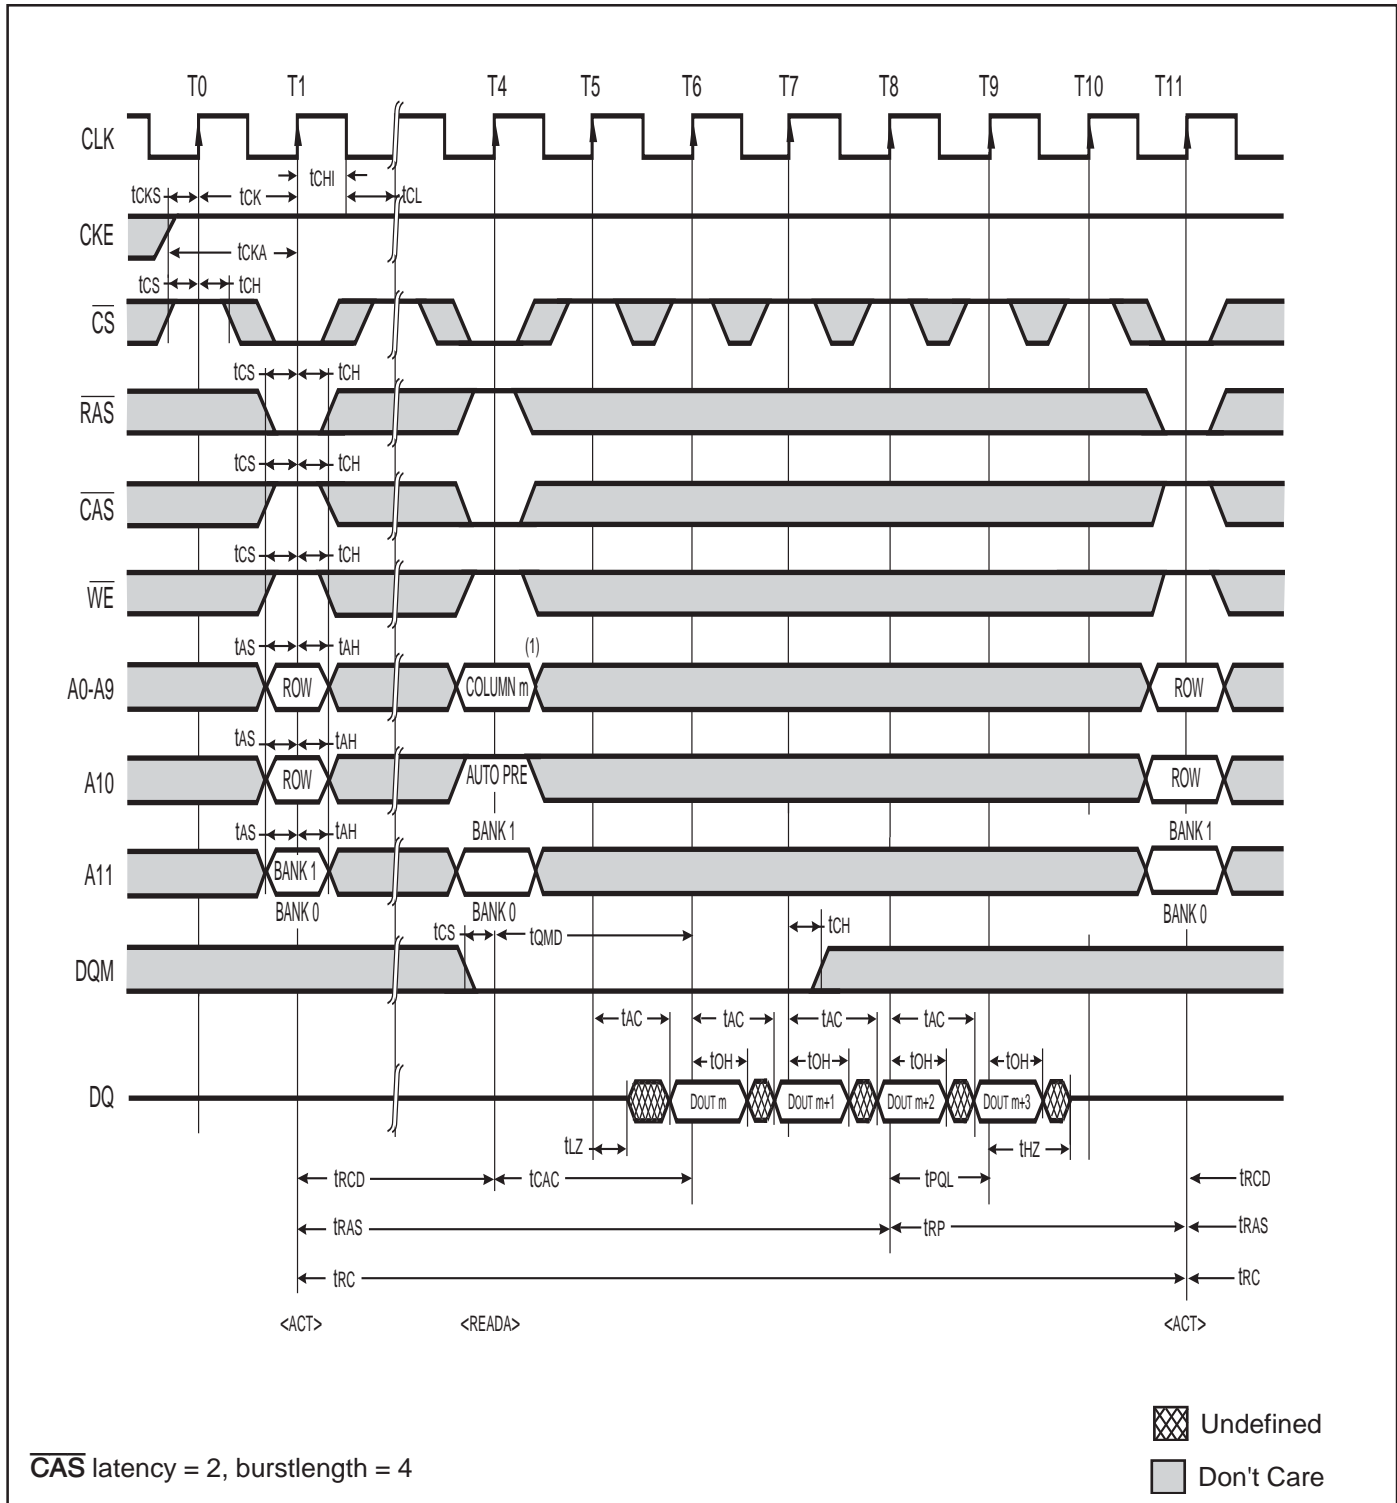 T0 T1 T4 T5 T6 T7 T8 T9 T10 T11
CLK
tCHI
tCKS tCK tCL
CKE
tCKA
tCS tCH
CS
tCS tCH
RAS
tCS tCH
CAS
tCS tCH
WE
tAS tAH (1)
A0-A9 ROW COLUMN m ROW
tAS tAH
A10 ROW AUTO PRE ROW
tAS tAH BANK 1 BANK 1
A11 BANK 1
BANK 0 BANK 0 BANK 0
tCS tQMD tCH
DQM
tAC tAC tAC tAC
tOH tOH tOH tOH
DQ DOUT m DOUT m+1 DOUT m+2 DOUT m+3
tLZ tHZ
tRCD tCAC tPQL tRCD
tRAS tRP tRAS
tRC tRC
<ACT> <READA> <ACT>
Undefined
CAS latency = 2, burstlength = 4
Don't Care